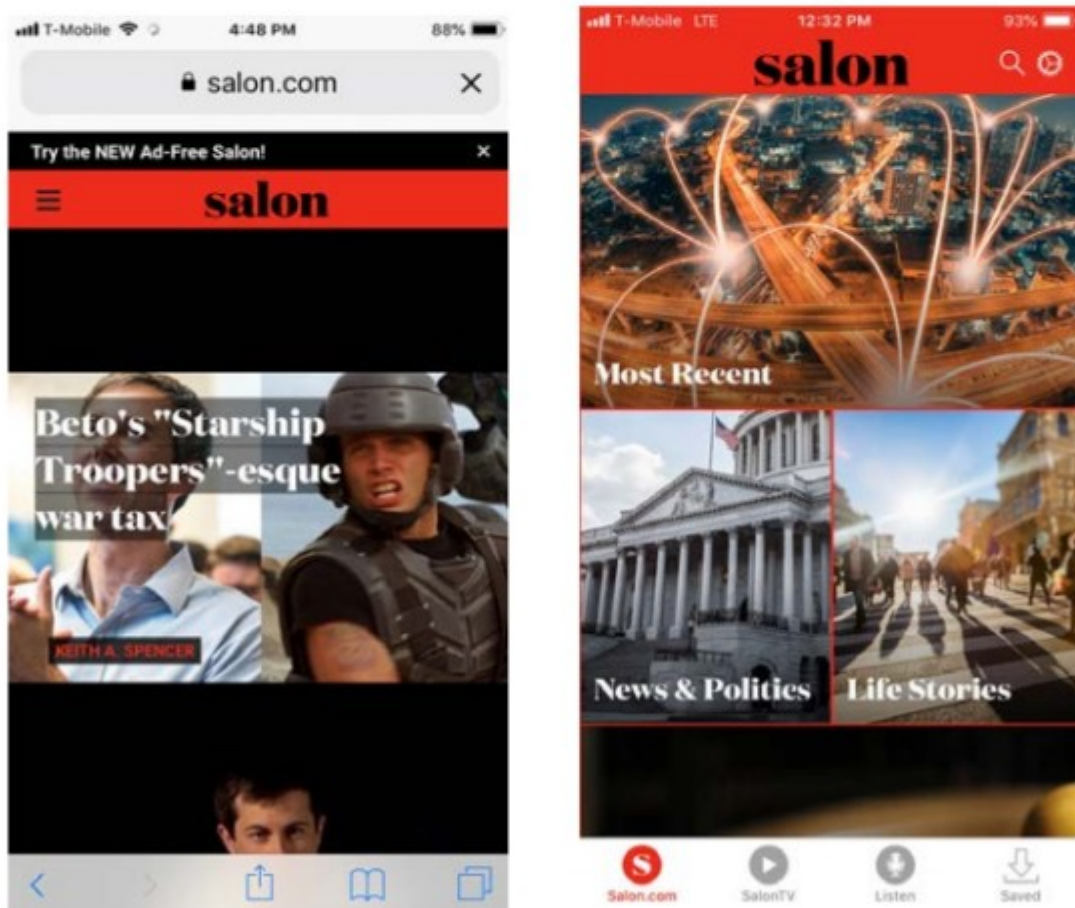 T-Mobile
4:48 PM
88%
salon.com
Try the NEW Ad-Free Salon!
salon
Beto's "Starship
Troopers"-esque
war tax
KEITH A. SPENCER
T-Mobile LTE
12:32 PM
93%
salon
Most Recent
News & Politics
Life Stories
S
Salon.com
SalonTV
Listen
Saved